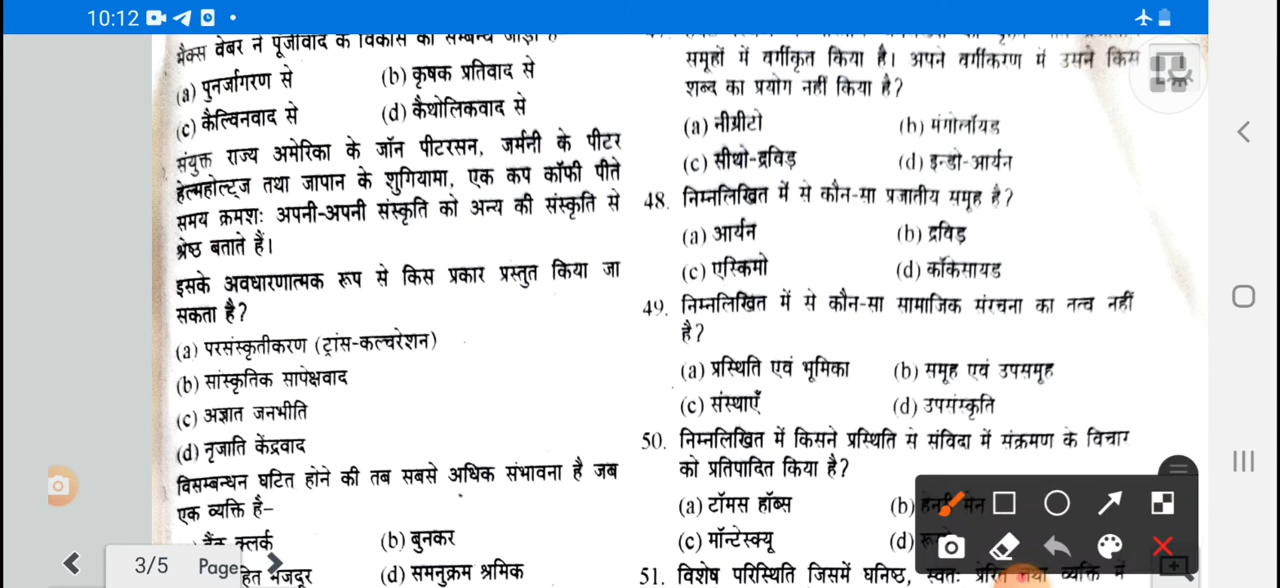 10:12
मैक्स वेबर ने पूंजीवाद के विकास का सम्बन्ध जोड़ा है
(a) पुनर्जागरण से (b) कृषक प्रतिवाद से
(c) कैल्विनवाद से (d) कैथोलिकवाद से
संयुक्त राज्य अमेरिका के जॉन पीटरसन, जर्मनी के पीटर
हेल्महोल्ट्ज तथा जापान के शुगियामा, एक कप कॉफी पीते
समय क्रमशः अपनी-अपनी संस्कृति को अन्य की संस्कृति से
श्रेष्ठ बताते हैं।
इसके अवधारणात्मक रूप से किस प्रकार प्रस्तुत किया जा
सकता है?
(a) परसंस्कृतीकरण (ट्रांस-कल्चरेशन)
(b) सांस्कृतिक सापेक्षवाद
(c) अज्ञात जनभीति
(d) नृजाति केंद्रवाद
विसम्बन्धन घटित होने की तब सबसे अधिक संभावना है जब
एक व्यक्ति है–
बैंक क्लर्क (b) बुनकर
हित मजदूर (d) समनुक्रम श्रमिक
3/5 Page
समूहों में वर्गीकृत किया है। अपने वर्गीकरण में उसने किस
शब्द का प्रयोग नहीं किया है?
(a) नीग्रीटो (b) मंगोलॉयड
(c) सीथो-द्रविड़ (d) इन्डो-आर्यन
48. निम्नलिखित में से कौन-सा प्रजातीय समूह है?
(a) आर्यन (b) द्रविड़
(c) एस्किमो (d) कॉकेसायड
49. निम्नलिखित में से कौन-सा सामाजिक संरचना का तत्व नहीं
है?
(a) प्रस्थिति एवं भूमिका (b) समूह एवं उपसमूह
(c) संस्थाएँ (d) उपसंस्कृति
50. निम्नलिखित में किसने प्रस्थिति से संविदा में संक्रमण के विचार
को प्रतिपादित किया है?
(a) टॉमस हॉब्स (b) हेनरी मेन
(c) मॉन्टेस्क्यू (d)
51. विशेष परिस्थिति जिसमें घनिष्ठ, स्वतः प्रेरित तथा व्यक्ति में